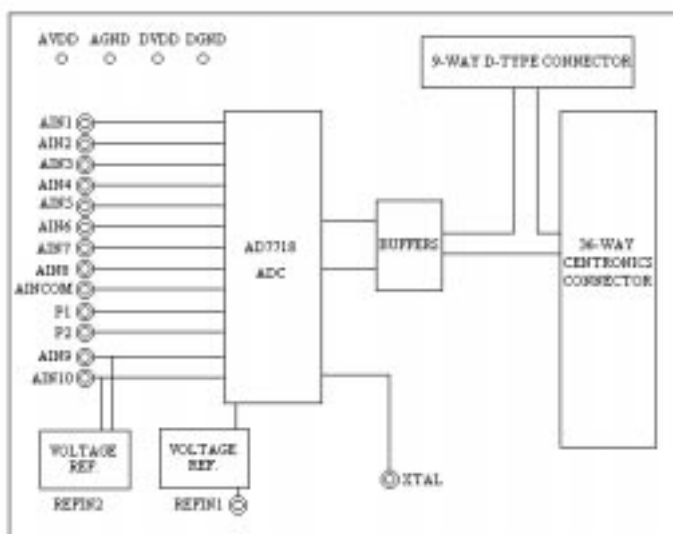 AVDD AGND DVDD DGND
9-WAY D-TYPE CONNECTOR
AIN1
AIN2
AIN3
AIN4
AIN5
AIN6
AIN7
AIN8
AINCOM
P1
P2
AIN9
AIN10
AD7718
ADC
BUFFERS
36-WAY
CENTRONICS
CONNECTOR
VOLTAGE
REF.
REFIN2
VOLTAGE
REF.
REFIN1
XTAL